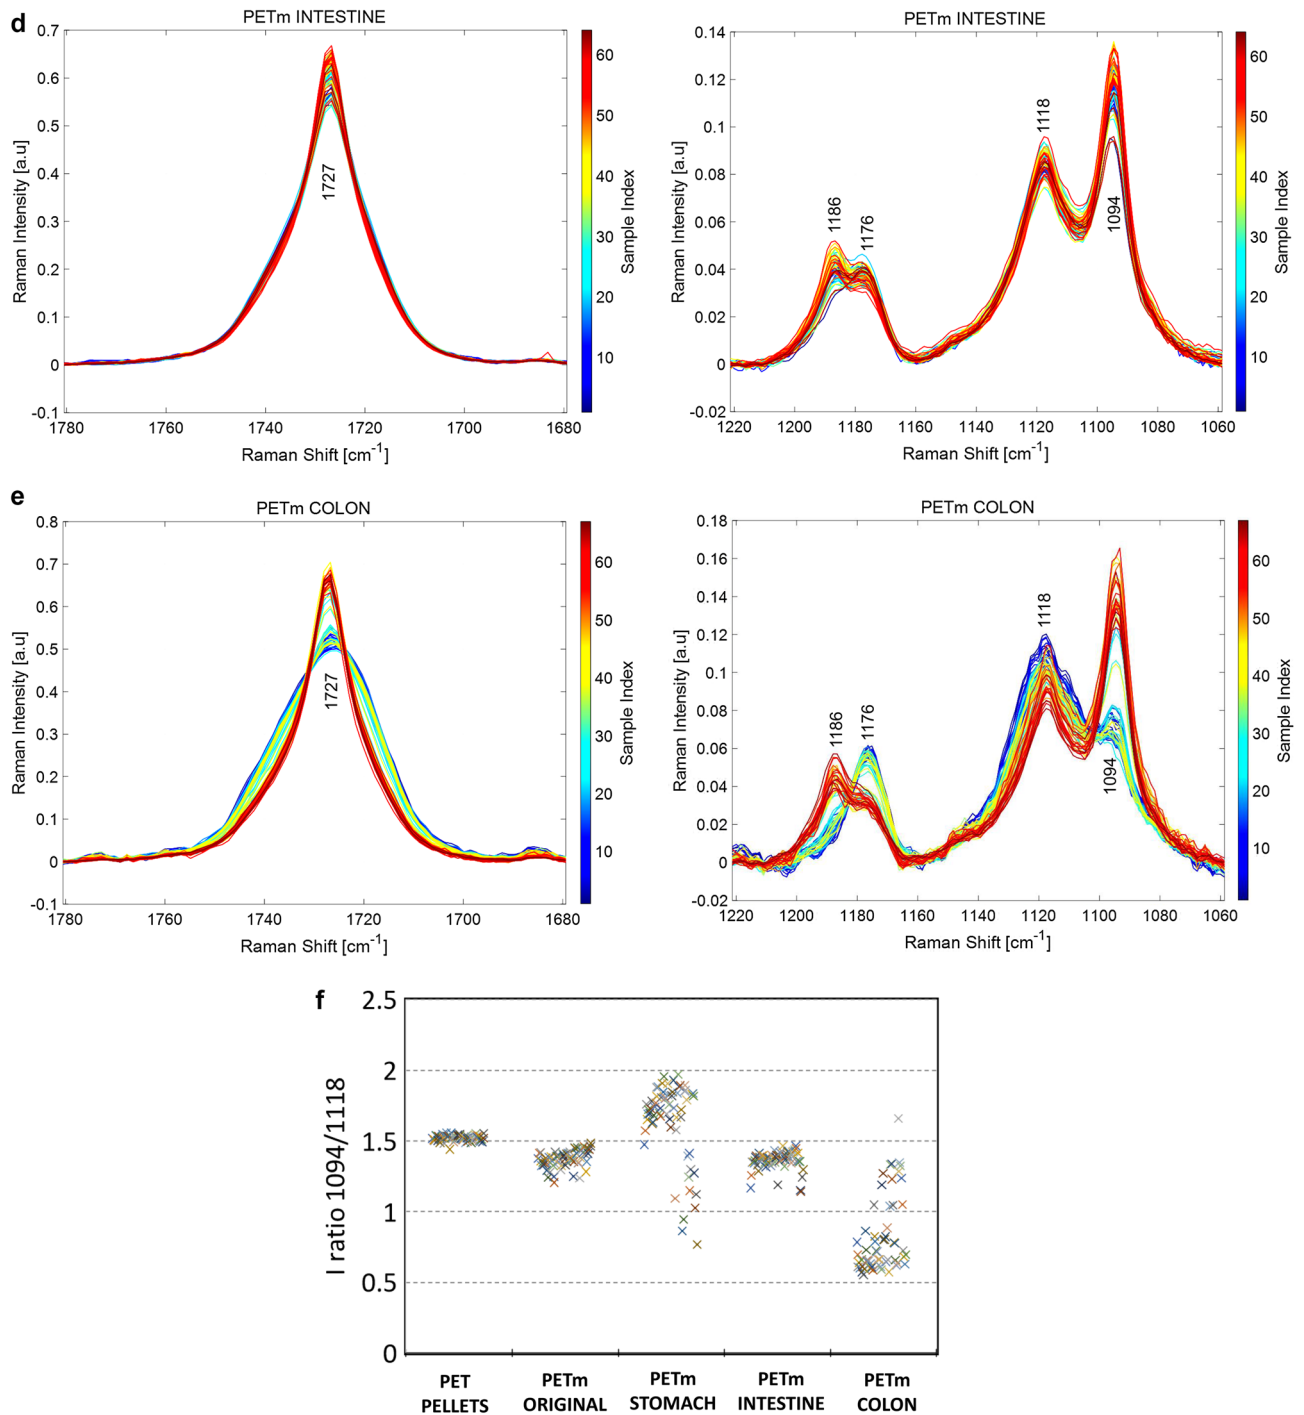 d
PETm INTESTINE
0.7
0.6
0.5
0.4
0.3
0.2
0.1
0
-0.1
Raman Intensity [a.u]
1727
1780 1760 1740 1720 1700 1680
Raman Shift [cm-1]
60
50
40
30
20
10
Sample Index
PETm INTESTINE
0.14
0.12
0.1
0.08
0.06
0.04
0.02
0
-0.02
Raman Intensity [a.u]
1186
1176
1118
1094
1220 1200 1180 1160 1140 1120 1100 1080 1060
Raman Shift [cm-1]
60
50
40
30
20
10
Sample Index
e
PETm COLON
0.8
0.7
0.6
0.5
0.4
0.3
0.2
0.1
0
-0.1
Raman Intensity [a.u]
1727
1780 1760 1740 1720 1700 1680
Raman Shift [cm-1]
60
50
40
30
20
10
Sample Index
PETm COLON
0.18
0.16
0.14
0.12
0.1
0.08
0.06
0.04
0.02
0
-0.02
Raman Intensity [a.u]
1186
1176
1118
1094
1220 1200 1180 1160 1140 1120 1100 1080 1060
Raman Shift [cm-1]
60
50
40
30
20
10
Sample Index
f
2.5
2
1.5
1
0.5
0
I ratio 1094/1118
PET
PELLETS
PETm
ORIGINAL
PETm
STOMACH
PETm
INTESTINE
PETm
COLON